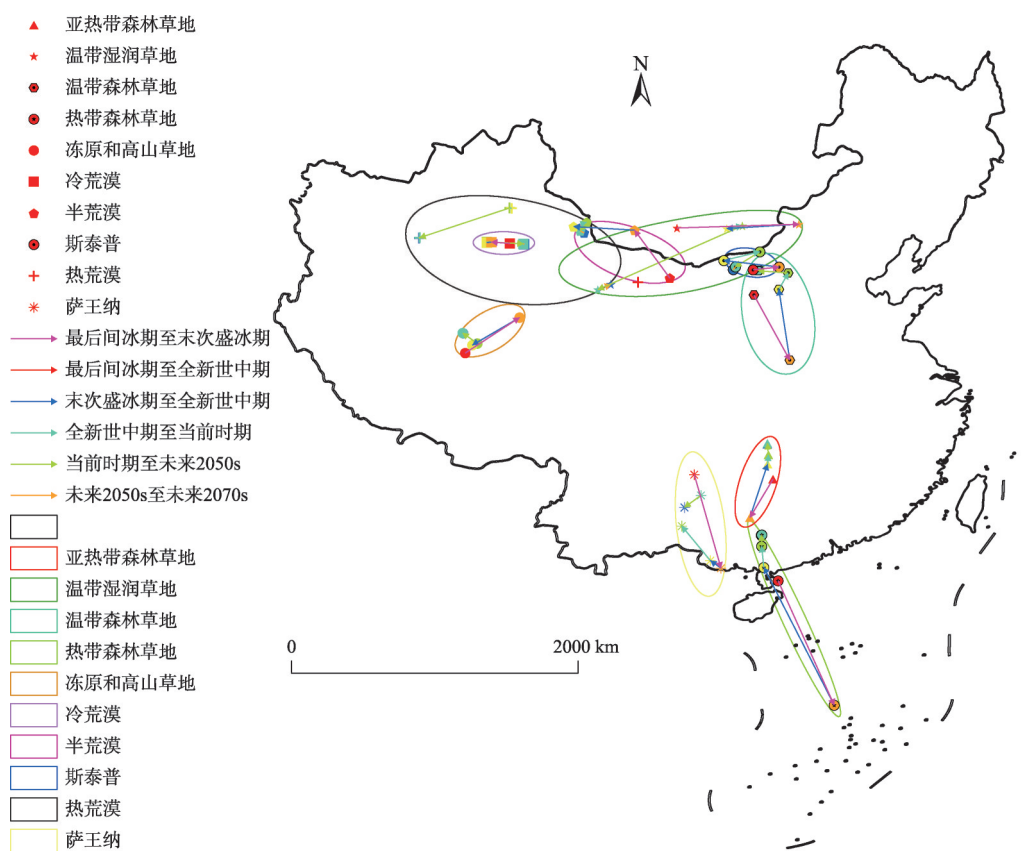 亚热带森林草地
温带湿润草地
温带森林草地
热带森林草地
冻原和高山草地
冷荒漠
半荒漠
斯泰普
热荒漠
萨王纳
最后间冰期至末次盛冰期
最后间冰期至全新世中期
末次盛冰期至全新世中期
全新世中期至当前时期
当前时期至未来2050s
未来2050s至未来2070s
亚热带森林草地
温带湿润草地
温带森林草地
热带森林草地
冻原和高山草地
冷荒漠
半荒漠
斯泰普
热荒漠
萨王纳
N
0
2000 km